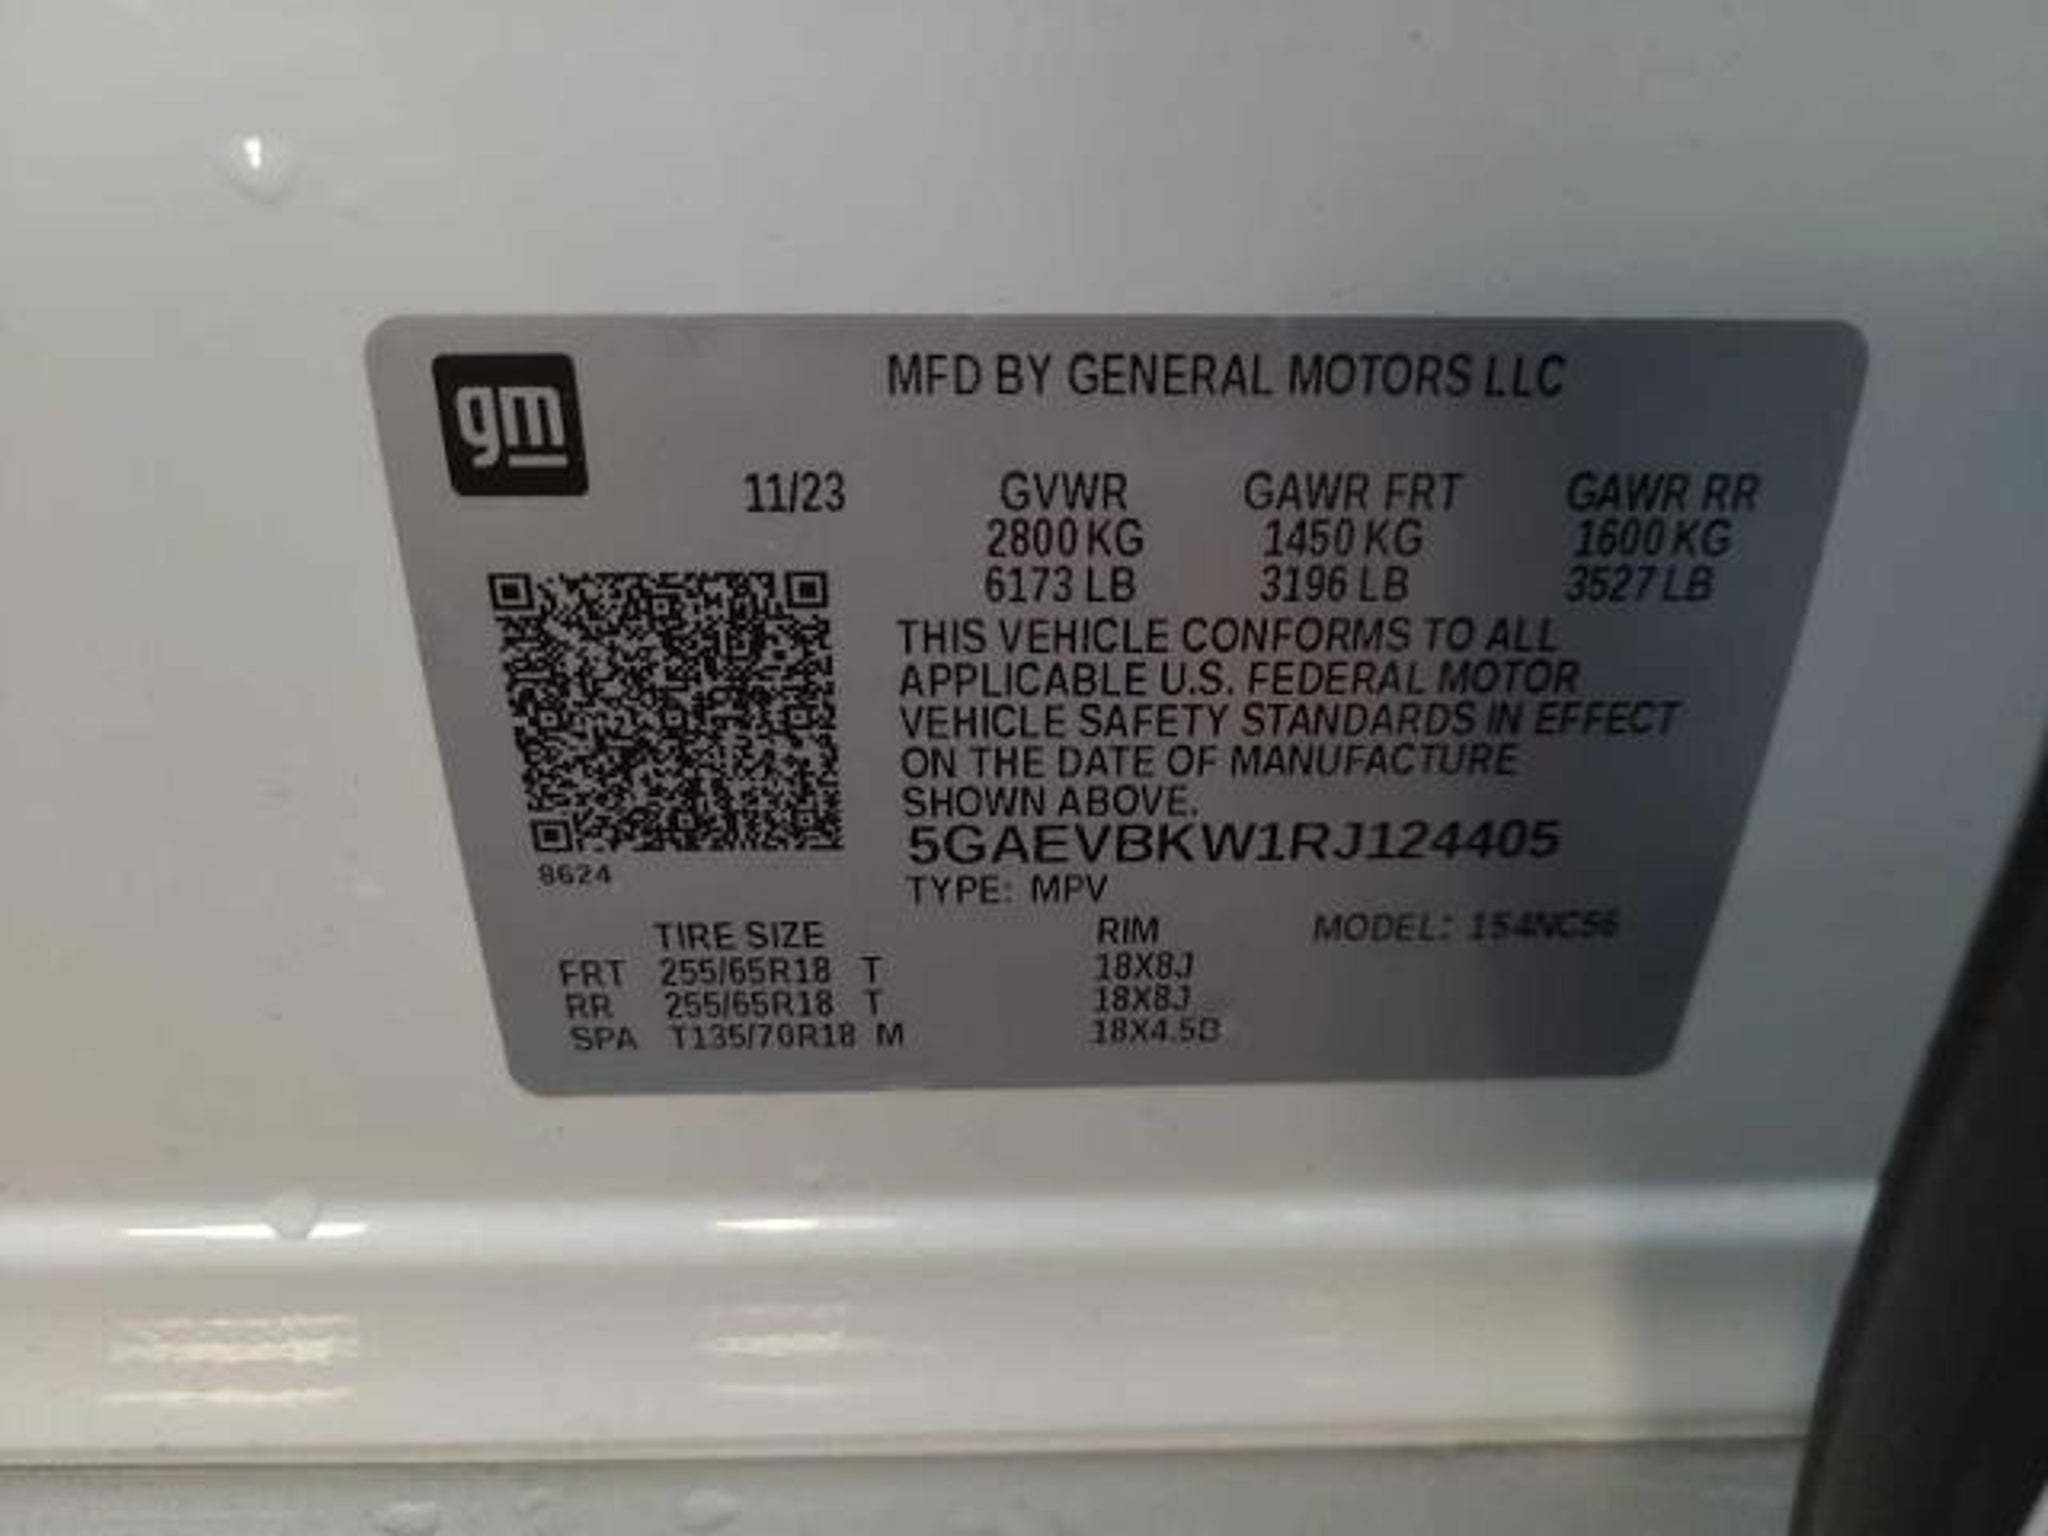 gm
MFD BY GENERAL MOTORS LLC
11/23 GVWR GAWR FRT GAWR RR
2800 KG 1450 KG 1600 KG
6173 LB 3196 LB 3527 LB
THIS VEHICLE CONFORMS TO ALL
APPLICABLE U.S. FEDERAL MOTOR
VEHICLE SAFETY STANDARDS IN EFFECT
ON THE DATE OF MANUFACTURE
SHOWN ABOVE.
5GAEVBKW1RJ124405
8624
TYPE: MPV
TIRE SIZE RIM MODEL: 154NC56
FRT 255/65R18 T 18X8J
RR 255/65R18 T 18X8J
SPA T135/70R18 M 18X4.5B